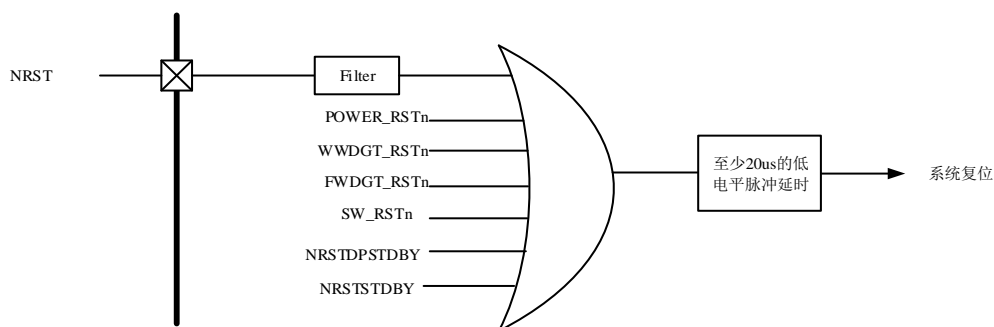 NRST
Filter
POWER_RSTn
WWDGT_RSTn
FWDGT_RSTn
SW_RSTn
NRSTDPSTDBY
NRSTSTDBY
至少20us的低
电平脉冲延时
系统复位